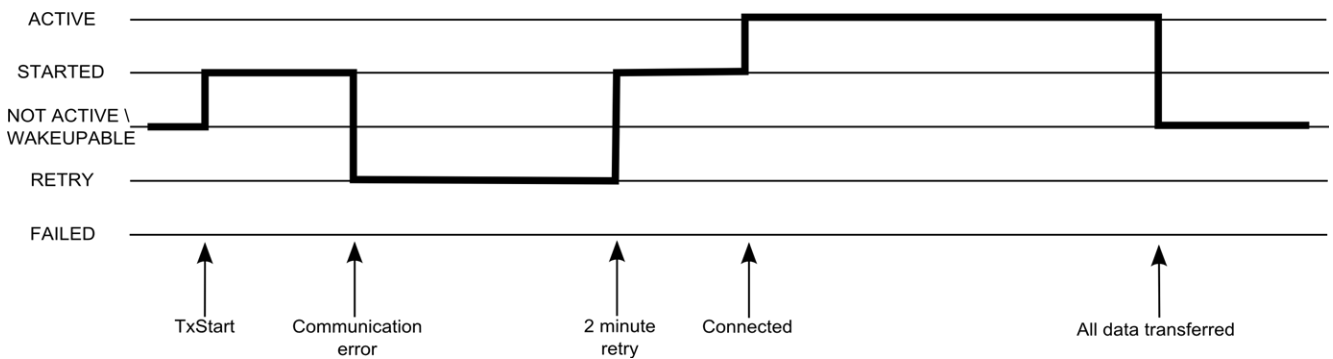 ACTIVE
STARTED
NOT ACTIVE \
WAKEUPABLE
RETRY
FAILED
TxStart
Communication
error
2 minute
retry
Connected
All data transferred